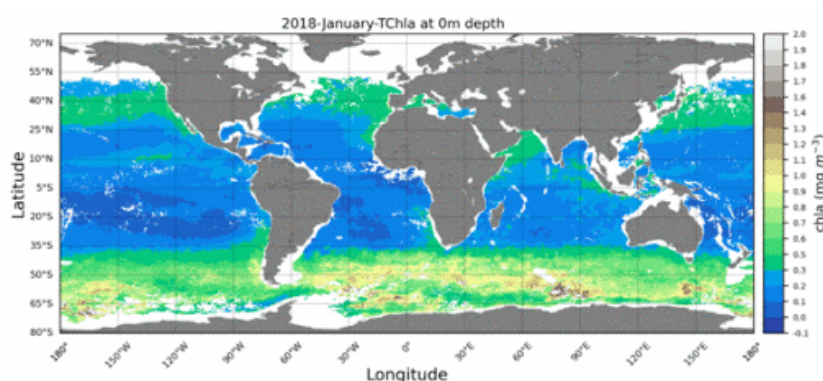 2018-January-TChla at 0m depth
70°N
55°N
40°N
25°N
10°N
5°S
20°S
35°S
50°S
65°S
80°S
Latitude
180°
150°W
120°W
90°W
60°W
30°W
0°
30°E
60°E
90°E
120°E
150°E
180°
Longitude
2.0
1.9
1.8
1.7
1.6
1.5
1.4
1.3
1.2
1.1
1.0
0.9
0.8
0.7
0.6
0.5
0.4
0.3
0.2
0.1
0.0
-0.1
chla (mg m⁻³)